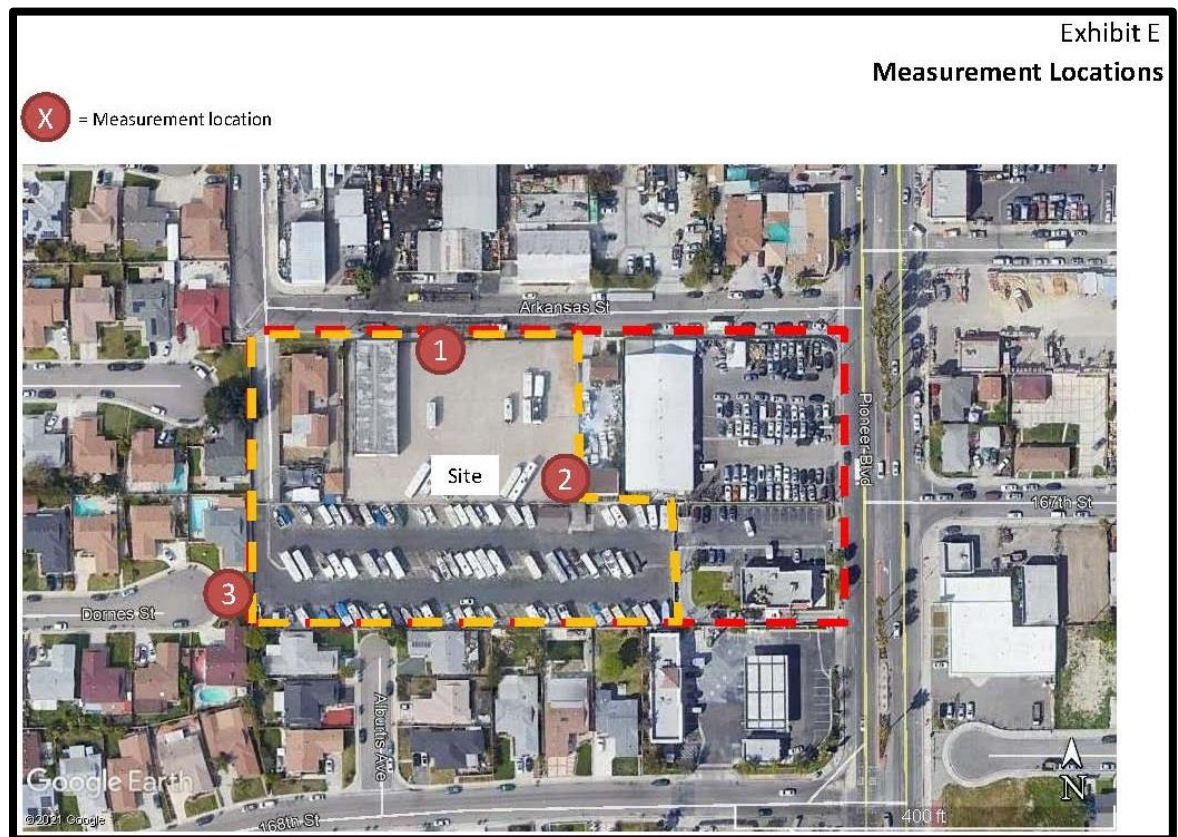 Exhibit E
Measurement Locations
X = Measurement location
Arkansas St
1
Pioneer Blvd
Site
2
167th St
3
Dornes St
Alburtis Ave
Google Earth
N
©2021 Google
168th St
400 ft